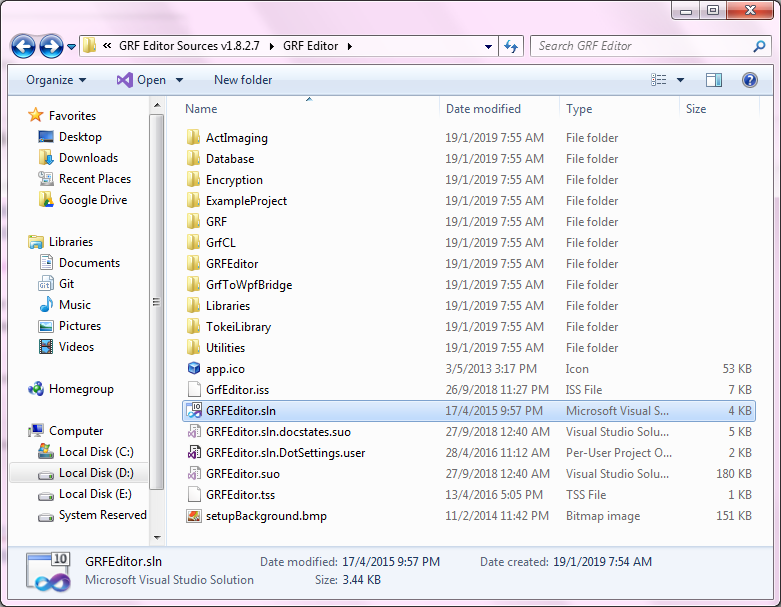 « GRF Editor Sources v1.8.2.7 GRF Editor Search GRF Editor
Organize Open New folder
Name Date modified Type Size
Favorites
Desktop
Downloads
Recent Places
Google Drive
Libraries
Documents
Git
Music
Pictures
Videos
Homegroup
Computer
Local Disk (C:)
Local Disk (D:)
Local Disk (E:)
System Reserved
ActImaging 19/1/2019 7:55 AM File folder
Database 19/1/2019 7:55 AM File folder
Encryption 19/1/2019 7:55 AM File folder
ExampleProject 19/1/2019 7:55 AM File folder
GRF 19/1/2019 7:55 AM File folder
GrfCL 19/1/2019 7:55 AM File folder
GRFEditor 19/1/2019 7:55 AM File folder
GrfToWpfBridge 19/1/2019 7:55 AM File folder
Libraries 19/1/2019 7:55 AM File folder
TokeiLibrary 19/1/2019 7:55 AM File folder
Utilities 19/1/2019 7:55 AM File folder
app.ico 3/5/2013 3:17 PM Icon 53 KB
GrfEditor.iss 26/9/2018 11:27 PM ISS File 7 KB
GRFEditor.sln 17/4/2015 9:57 PM Microsoft Visual S... 4 KB
GRFEditor.sln.docstates.suo 27/9/2018 12:40 AM Visual Studio Solu... 5 KB
GRFEditor.sln.DotSettings.user 28/4/2016 11:12 AM Per-User Project O... 2 KB
GRFEditor.suo 27/9/2018 12:40 AM Visual Studio Solu... 180 KB
GRFEditor.tss 13/4/2016 5:05 PM TSS File 1 KB
setupBackground.bmp 11/2/2014 11:42 PM Bitmap image 151 KB
10
GRFEditor.sln Date modified: 17/4/2015 9:57 PM Date created: 19/1/2019 7:54 AM
Microsoft Visual Studio Solution Size: 3.44 KB